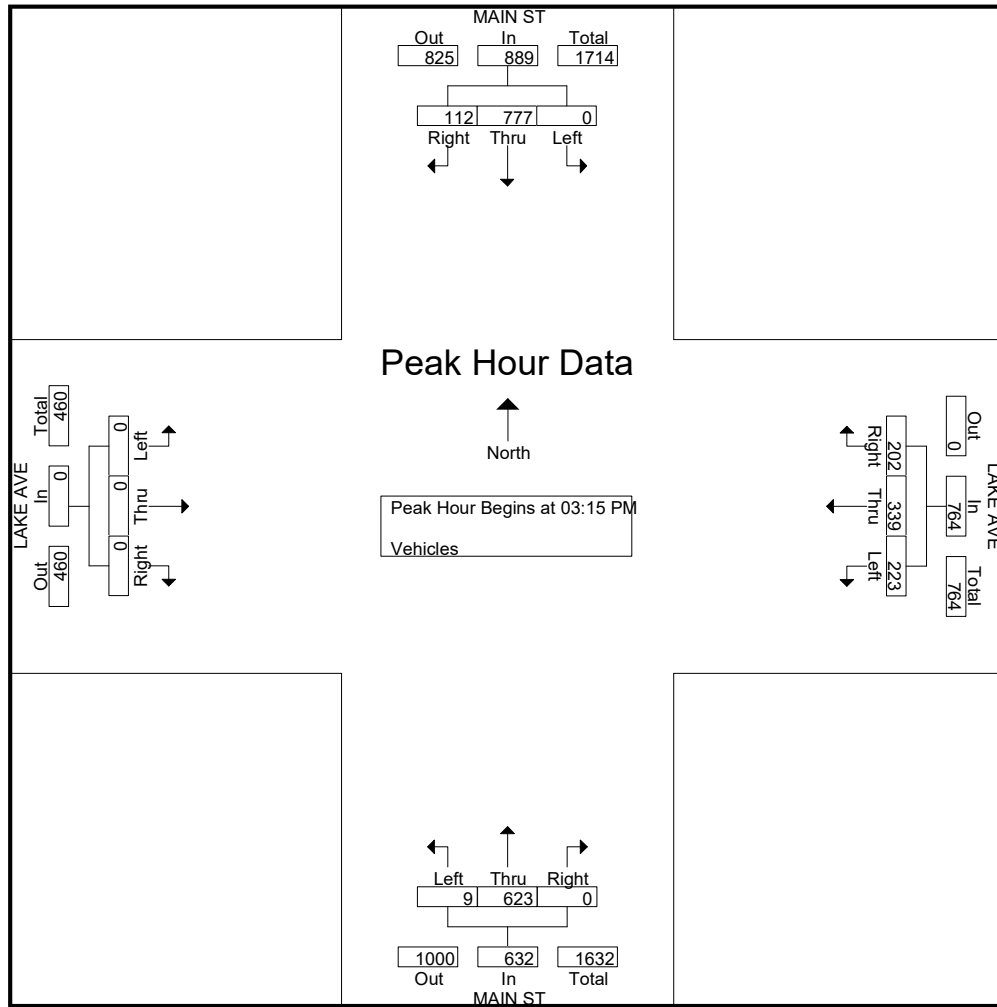 MAIN ST
Out In Total
825 889 1714
112 777 0
Right Thru Left
Peak Hour Data
North
Peak Hour Begins at 03:15 PM
Vehicles
LAKE AVE
Out In Total
460 0 460
Right Thru Left
0 0 0
LAKE AVE
Out In Total
0 764 764
Right Thru Left
202 339 223
Left Thru Right
9 623 0
1000 632 1632
Out In Total
MAIN ST